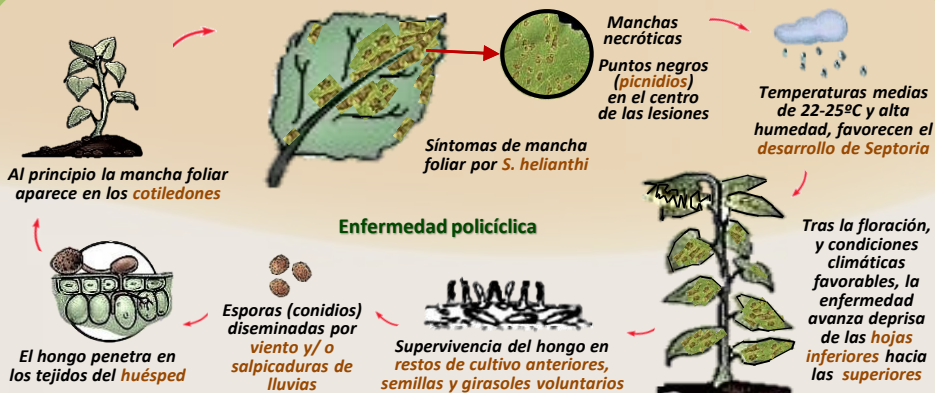 Manchas
necróticas
Puntos negros
(picnidios)
en el centro
de las lesiones
Temperaturas medias
de 22-25ºC y alta
humedad, favorecen el
desarrollo de Septoria
Síntomas de mancha
foliar por S. helianthi
Al principio la mancha foliar
aparece en los cotiledones
Enfermedad policíclica
Tras la floración,
y condiciones
climáticas
favorables, la
enfermedad
avanza deprisa
de las hojas
inferiores hacia
las superiores
Supervivencia del hongo en
restos de cultivo anteriores,
semillas y girasoles voluntarios
Esporas (conidios)
diseminadas por
viento y/ o
salpicaduras de
lluvias
El hongo penetra en
los tejidos del huésped